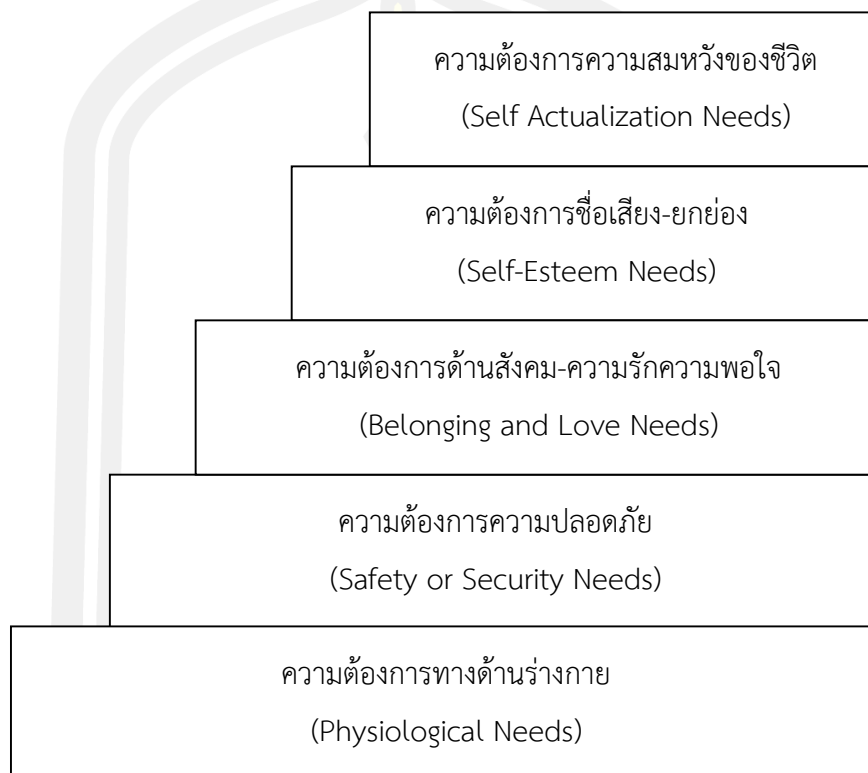 ความต้องการความสมหวังของชีวิต
(Self Actualization Needs)
ความต้องการชื่อเสียง-ยกย่อง
(Self-Esteem Needs)
ความต้องการด้านสังคม-ความรักความพอใจ
(Belonging and Love Needs)
ความต้องการความปลอดภัย
(Safety or Security Needs)
ความต้องการทางด้านร่างกาย
(Physiological Needs)